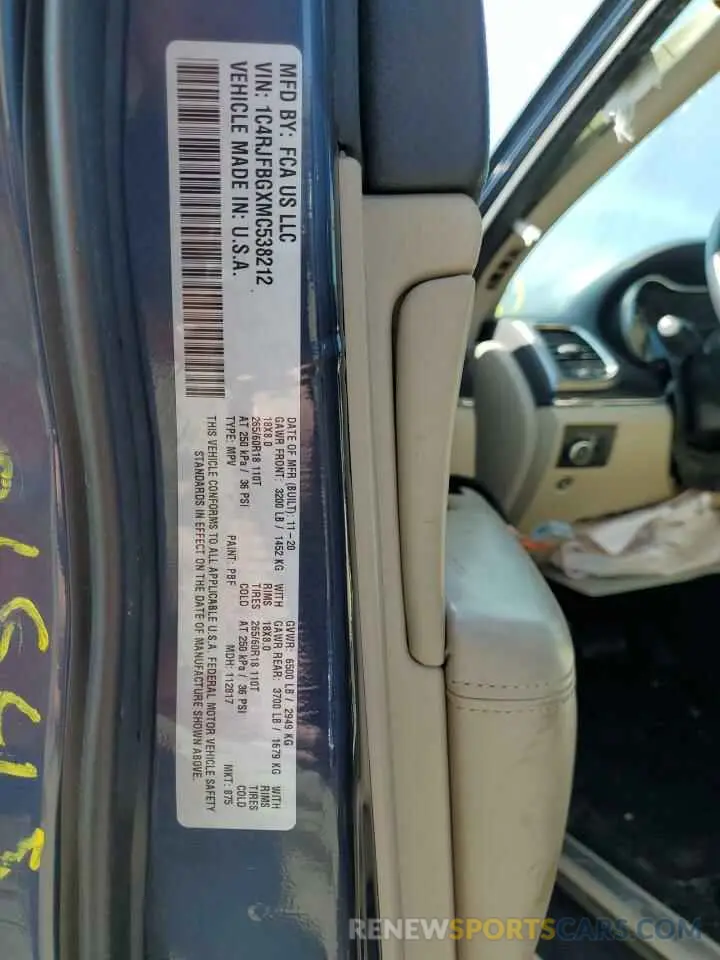 MFD BY: FCA US LLC
VIN: 1C4RJFBGXMC538212
VEHICLE MADE IN: U.S.A.
DATE OF MFR (BUILT): 11-20 GVWR: 6500 LB / 2949 KG
GAWR FRONT: 3200 LB / 1452 KG WITH GAWR REAR: 3700 LB / 1679 KG WITH
18X8.0 RIMS 18X8.0 RIMS
265/60R18 110T TIRES 265/60R18 110T TIRES
AT 250 kPa / 36 PSI COLD AT 250 kPa / 36 PSI COLD
TYPE: MPV PAINT: PBF MDH: 112817 MKT: 875
THIS VEHICLE CONFORMS TO ALL APPLICABLE U.S.A. FEDERAL MOTOR VEHICLE SAFETY
STANDARDS IN EFFECT ON THE DATE OF MANUFACTURE SHOWN ABOVE.
RENEWSPORTSCARS.COM